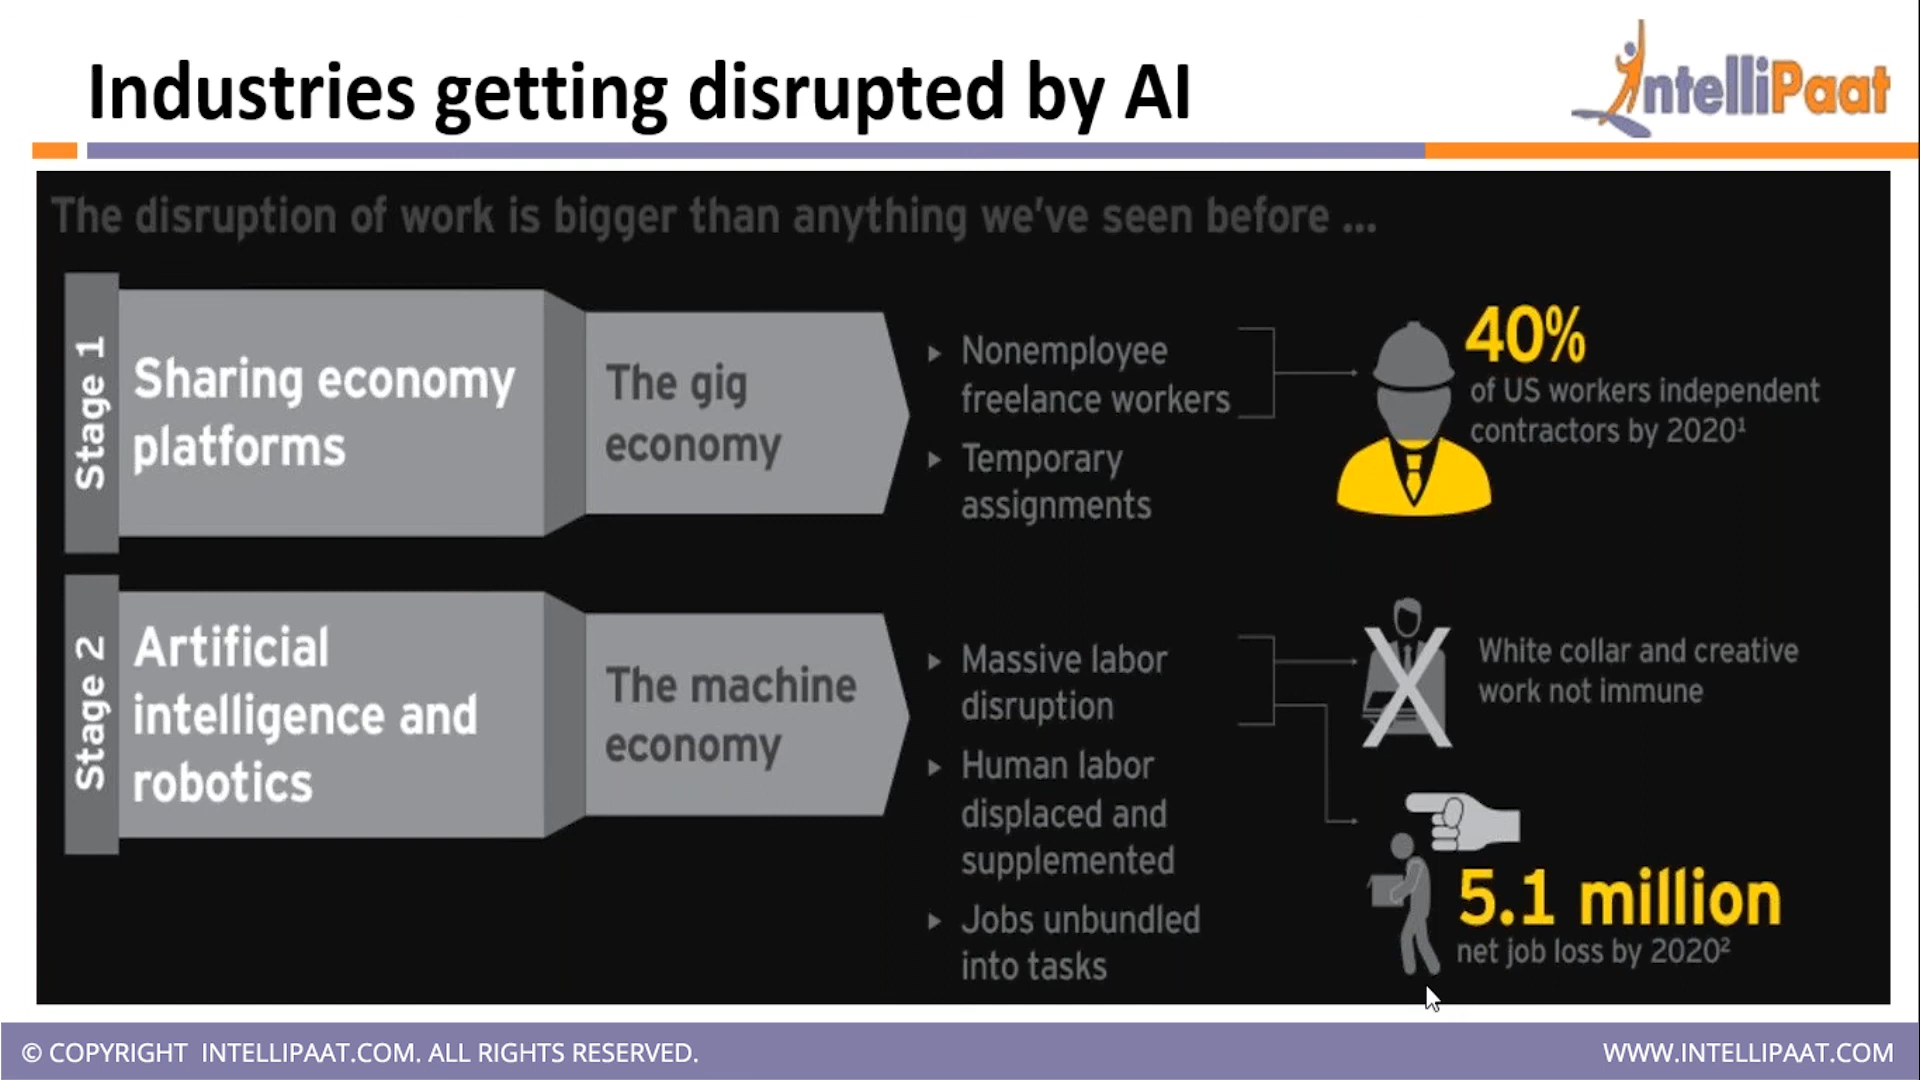 Industries getting disrupted by AI
IntelliPaat
The disruption of work is bigger than anything we've seen before ...
Stage 1
Sharing economy
platforms
The gig
economy
Nonemployee
freelance workers
Temporary
assignments
40%
of US workers independent
contractors by 2020¹
Stage 2
Artificial
intelligence and
robotics
The machine
economy
Massive labor
disruption
Human labor
displaced and
supplemented
Jobs unbundled
into tasks
White collar and creative
work not immune
5.1 million
net job loss by 2020²
© COPYRIGHT INTELLIPAAT.COM. ALL RIGHTS RESERVED.
WWW.INTELLIPAAT.COM